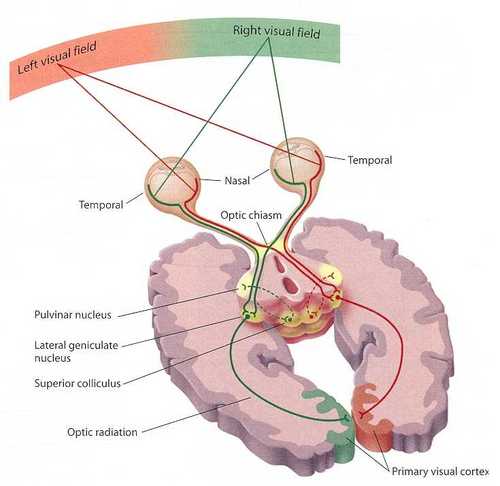 Left visual field
Right visual field
Temporal
Nasal
Temporal
Optic chiasm
Pulvinar nucleus
Lateral geniculate
nucleus
Superior colliculus
Optic radiation
Primary visual cortex